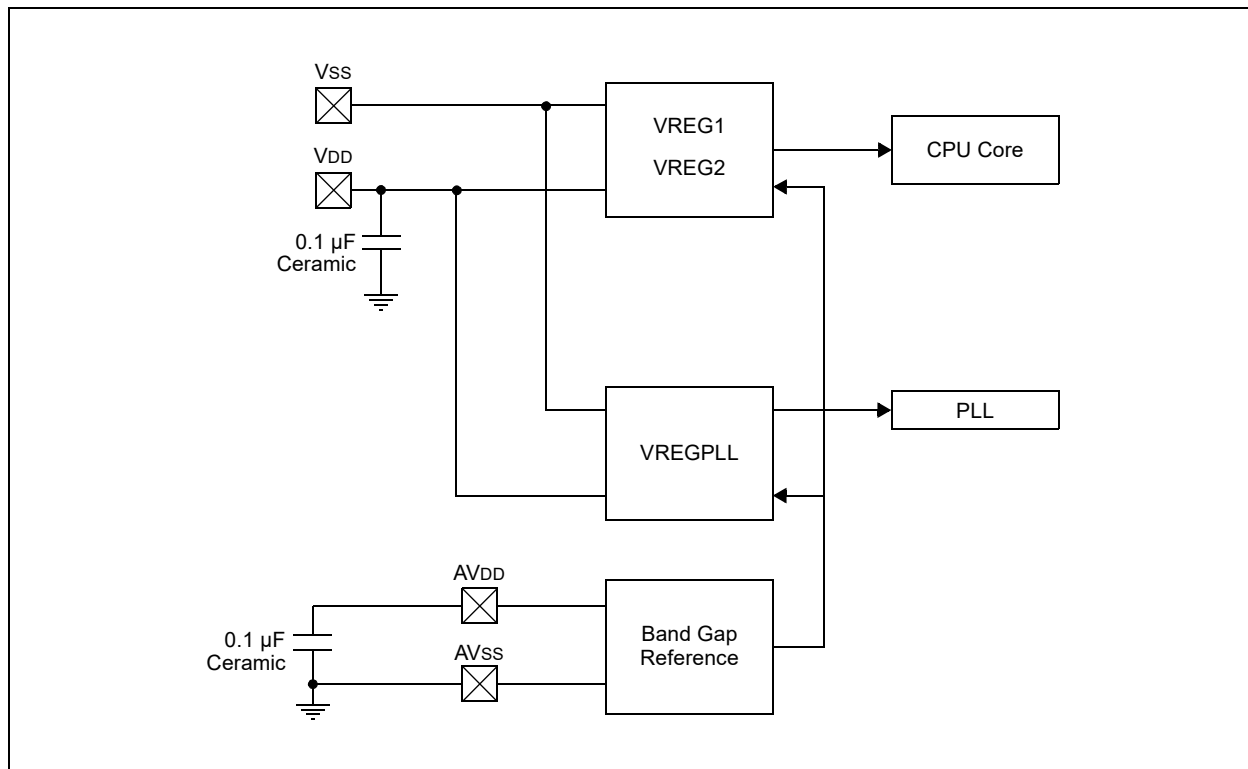 VSS
VREG1
VREG2
CPU Core
VDD
0.1 µF
Ceramic
PLL
VREGPLL
AVDD
0.1 µF
Ceramic
AVSS
Band Gap
Reference